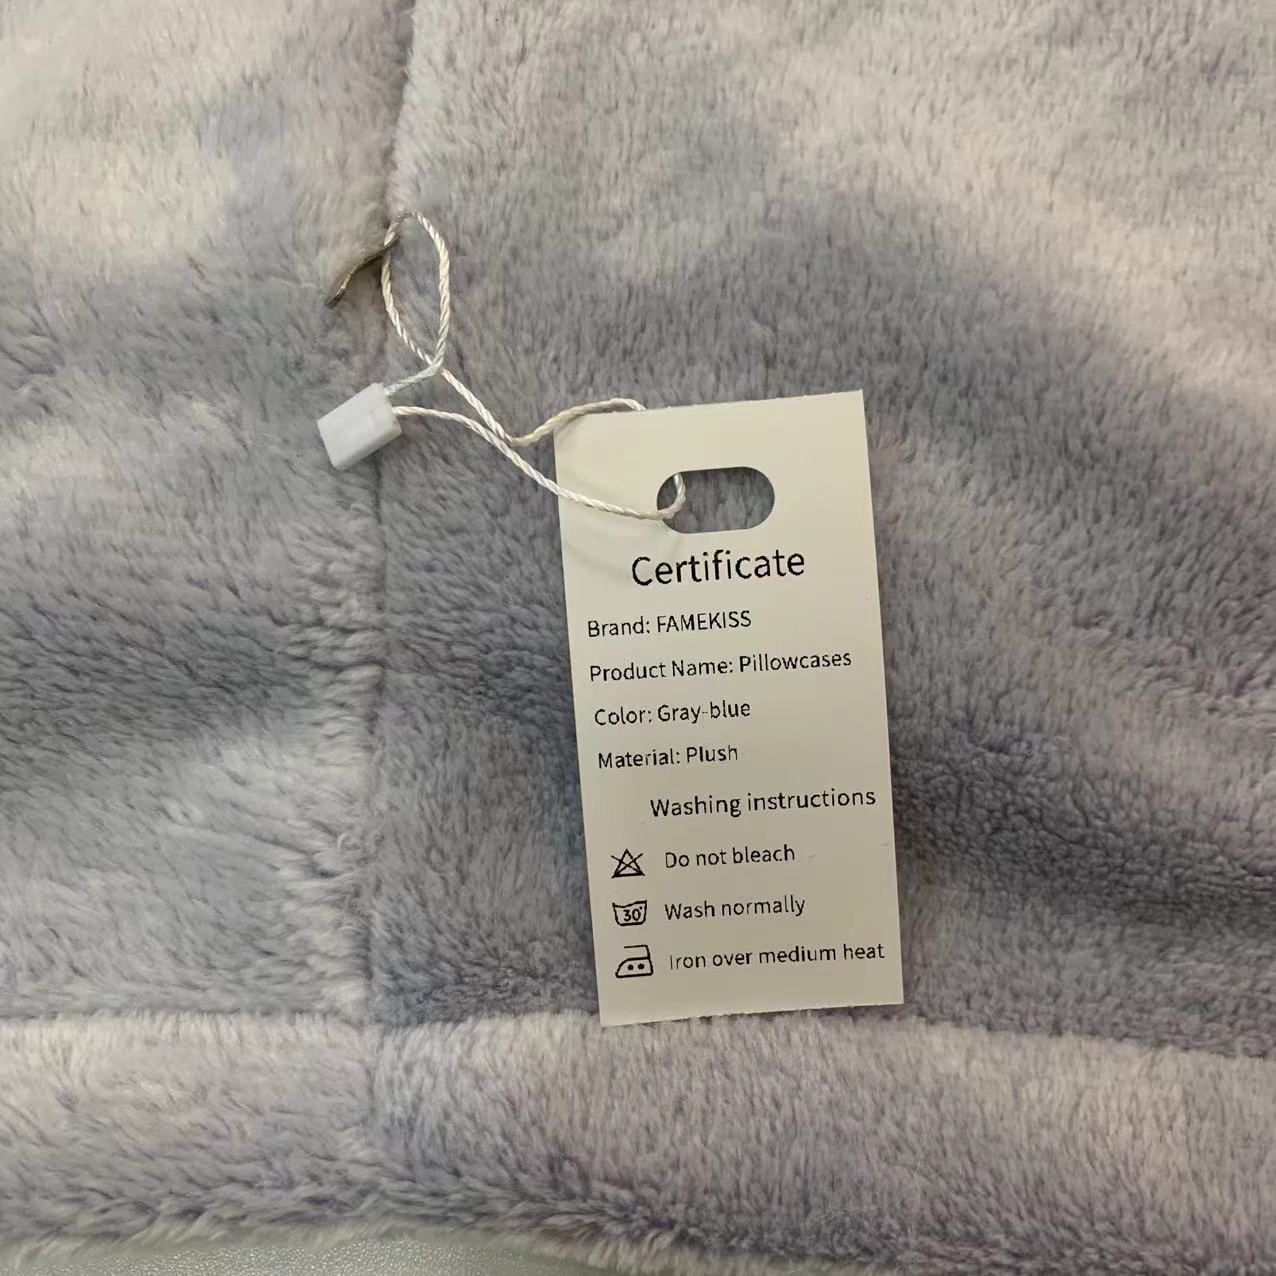 Certificate
Brand: FAMEKISS
Product Name: Pillowcases
Color: Gray-blue
Material: Plush
Washing instructions
Do not bleach
30° Wash normally
Iron over medium heat